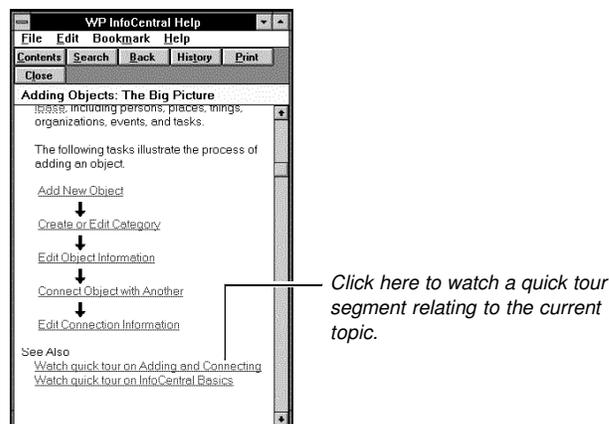 WP InfoCentral Help
File Edit Bookmark Help
Contents Search Back History Print
Close
Adding Objects: The Big Picture
iBase, including persons, places, things,
organizations, events, and tasks.
The following tasks illustrate the process of
adding an object.
Add New Object
Create or Edit Category
Edit Object Information
Connect Object with Another
Edit Connection Information
See Also
Watch quick tour on Adding and Connecting
Watch quick tour on InfoCentral Basics
Click here to watch a quick tour
segment relating to the current
topic.